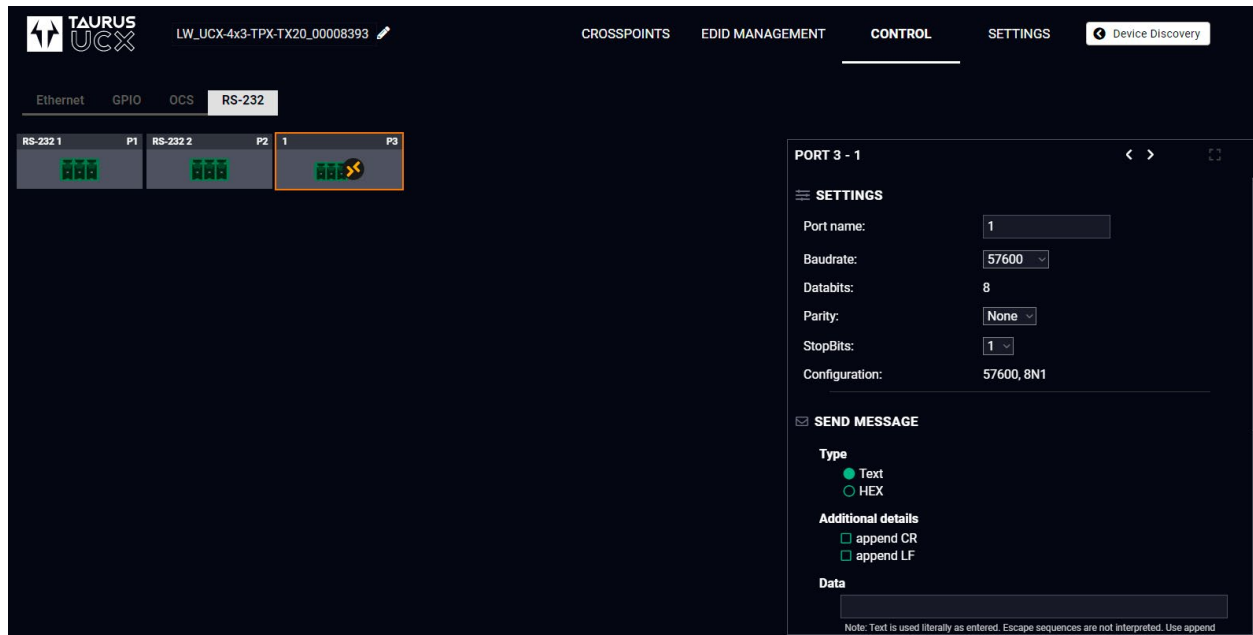 TAURUS
UCX
LW_UCX-4x3-TPX-TX20_00008393
CROSSPOINTS EDID MANAGEMENT CONTROL SETTINGS Device Discovery
Ethernet GPIO OCS RS-232
RS-232 1 P1 RS-232 2 P2 1 P3
PORT 3 - 1
SETTINGS
Port name: 1
Baudrate: 57600
Databits: 8
Parity: None
StopBits: 1
Configuration: 57600, 8N1
SEND MESSAGE
Type
Text
HEX
Additional details
append CR
append LF
Data
Note: Text is used literally as entered. Escape sequences are not interpreted. Use append